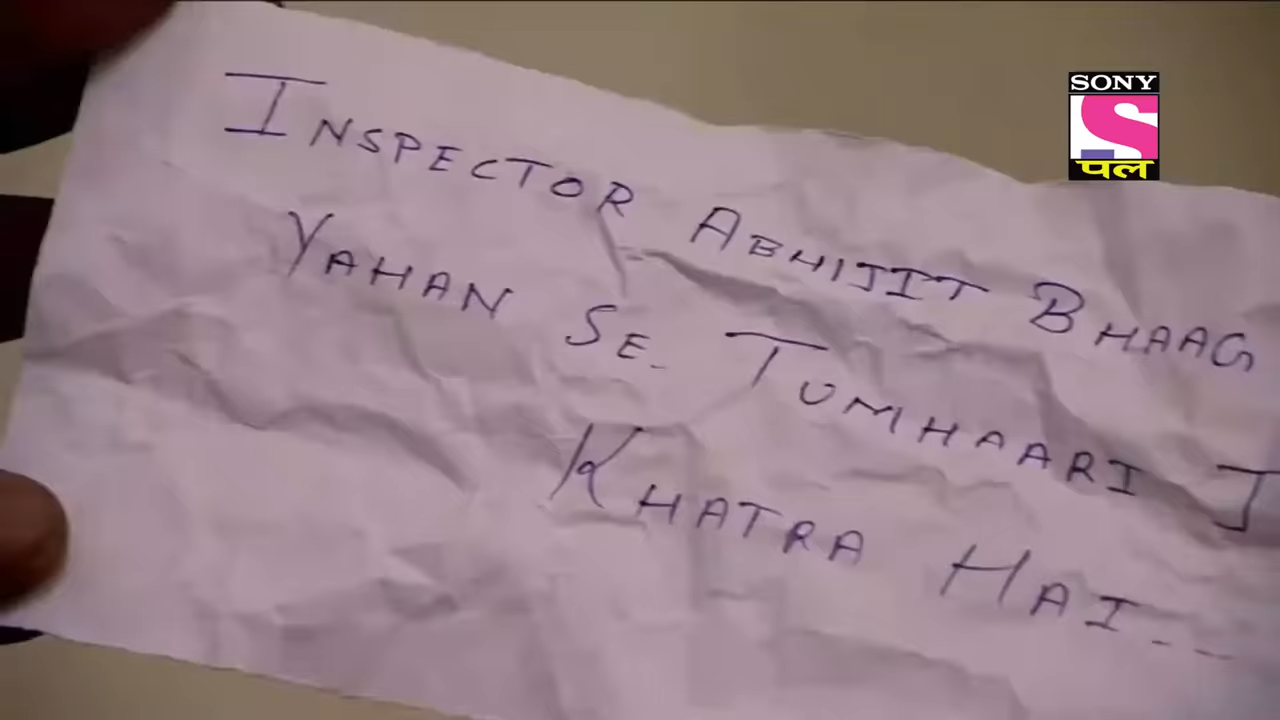 SONY
S
पल
INSPECTOR ABHIJIT BHAAG
YAHAN SE. TUMHAARI
KHATRA HAI...